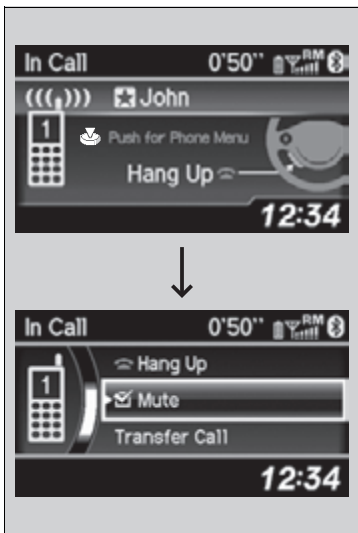 In Call 0'50'' RM
John
1
Push for Phone Menu
Hang Up
12:34
In Call 0'50'' RM
Hang Up
1
Mute
Transfer Call
12:34